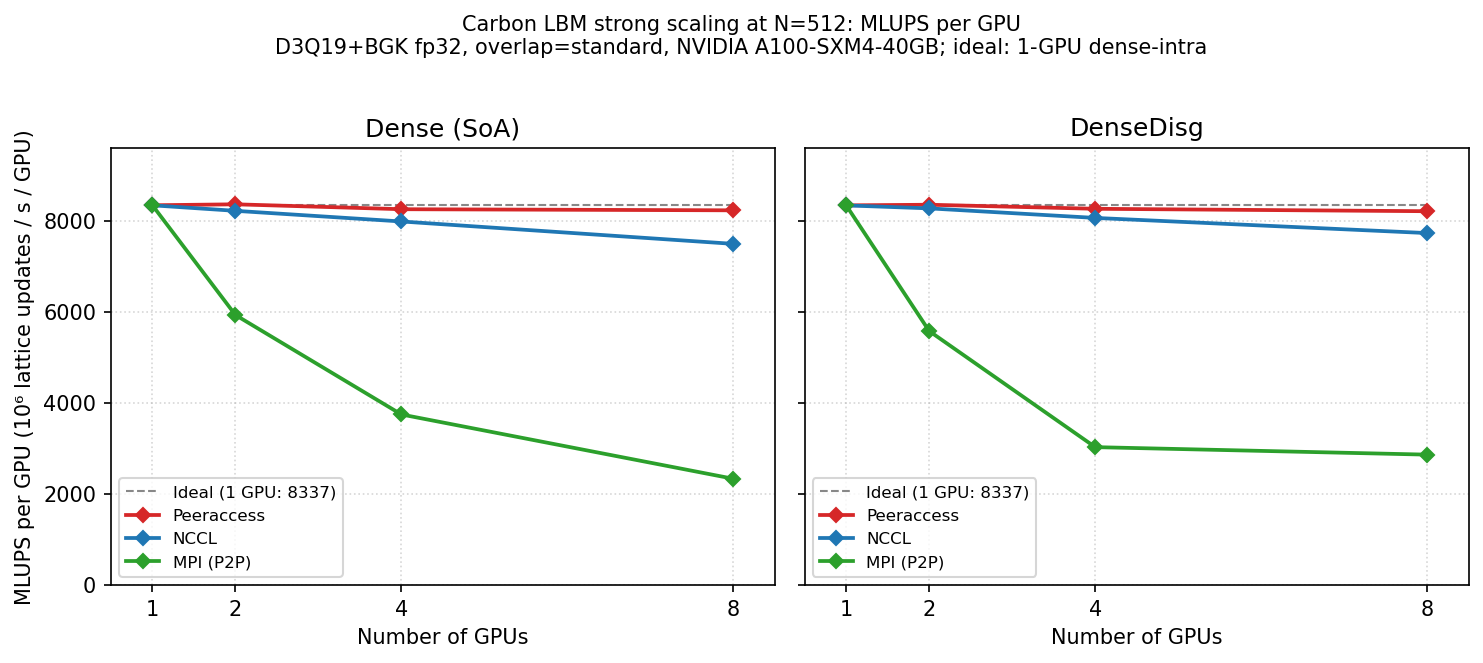 Carbon LBM strong scaling at N=512: MLUPS per GPU
D3Q19+BGK fp32, overlap=standard, NVIDIA A100-SXM4-40GB; ideal: 1-GPU dense-intra
Dense (SoA)
MLUPS per GPU (10⁶ lattice updates / s / GPU)
8000
6000
4000
2000
0
Ideal (1 GPU: 8337)
Peeraccess
NCCL
MPI (P2P)
1 2 4 8
Number of GPUs
DenseDisg
Ideal (1 GPU: 8337)
Peeraccess
NCCL
MPI (P2P)
1 2 4 8
Number of GPUs